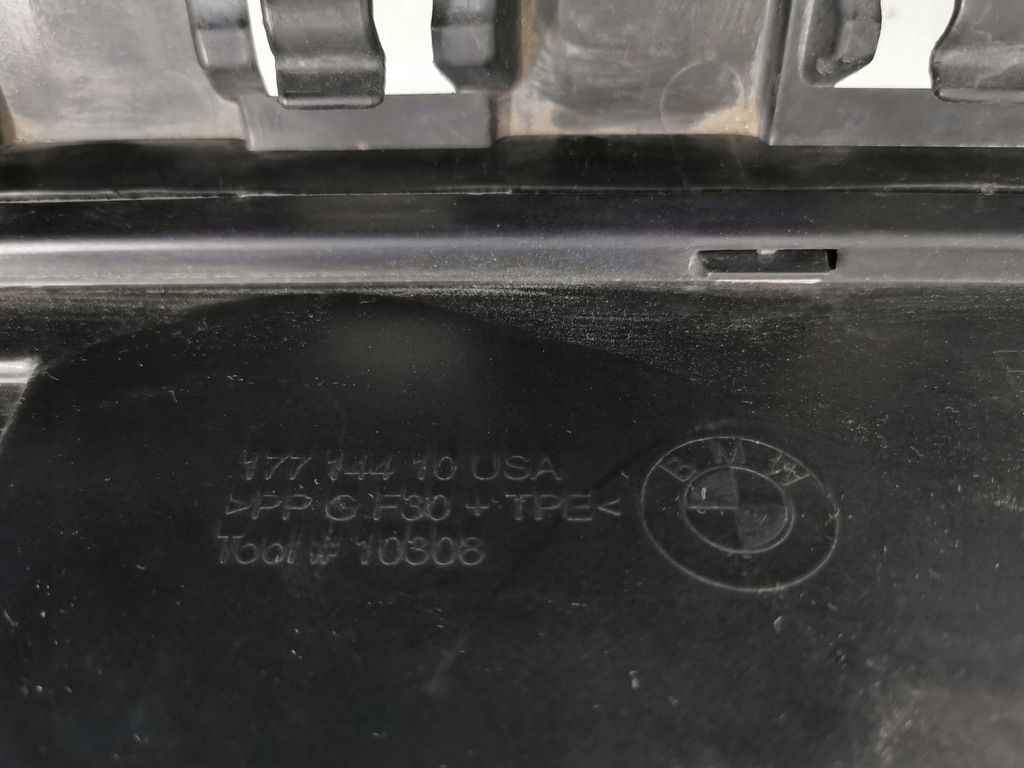 177 144 10 USA
>PP G F30 + TPE<
Tool # 10308
BMW